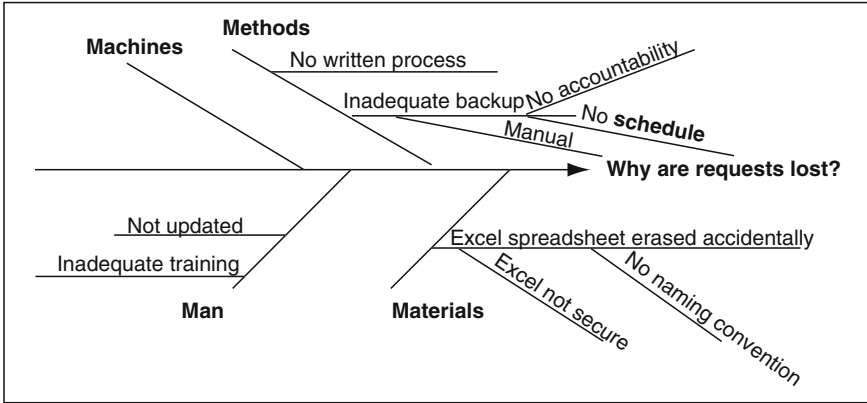 Methods
Machines
No written process
Inadequate backup
No accountability
No schedule
Manual
Why are requests lost?
Not updated
Inadequate training
Man
Materials
Excel spreadsheet erased accidentally
Excel not secure
No naming convention